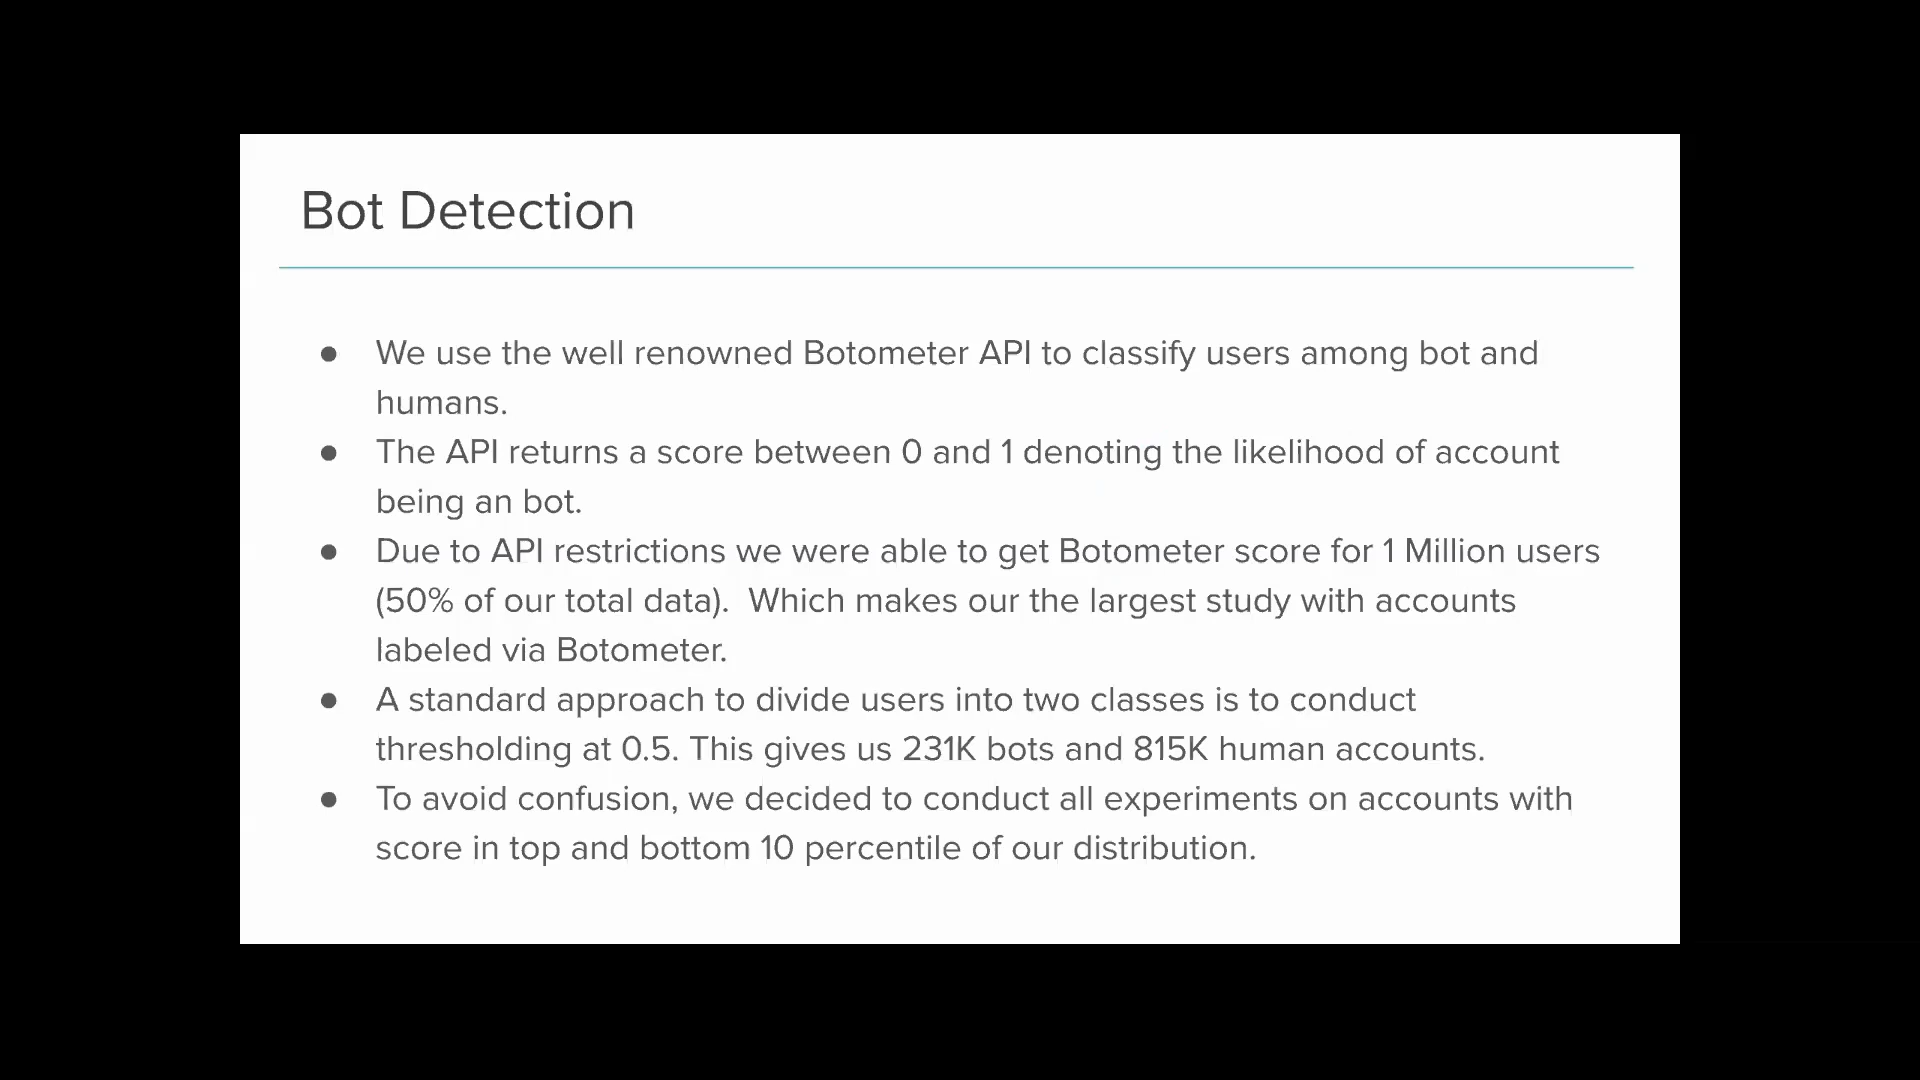 Bot Detection
● We use the well renowned Botometer API to classify users among bot and
humans.
● The API returns a score between 0 and 1 denoting the likelihood of account
being an bot.
● Due to API restrictions we were able to get Botometer score for 1 Million users
(50% of our total data).  Which makes our the largest study with accounts
labeled via Botometer.
● A standard approach to divide users into two classes is to conduct
thresholding at 0.5. This gives us 231K bots and 815K human accounts.
● To avoid confusion, we decided to conduct all experiments on accounts with
score in top and bottom 10 percentile of our distribution.